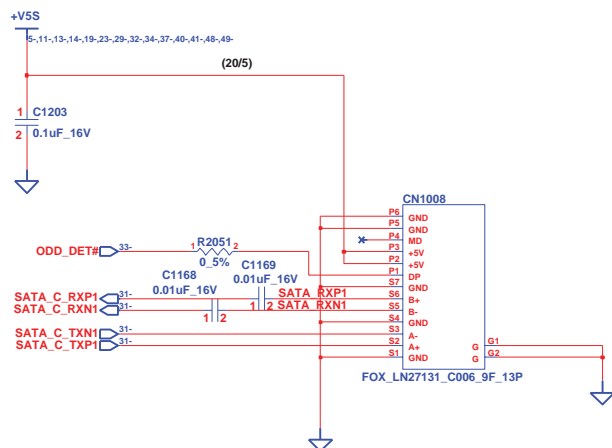 +V5S
5-,11-,13-,14-,19-,23-,29-,32-,34-,37-,40-,41-,48-,49-
(20/5)
1 C1203
2 0.1uF_16V
CN1008
P6 GND
P5 GND
P4 MD
P3 +5V
P2 +5V
ODD_DET# 33- 1 R2051 2
0_5%
P1 DP
S7 GND
C1168 C1169
0.01uF_16V 0.01uF_16V
SATA_C_RXP1 31- SATA_RXP1 S6 B+
SATA_C_RXN1 31- 1 2 1 2 SATA_RXN1 S5 B-
S4 GND
SATA_C_TXN1 31- S3 A-
SATA_C_TXP1 31- S2 A+
S1 GND
G G1
G G2
FOX_LN27131_C006_9F_13P